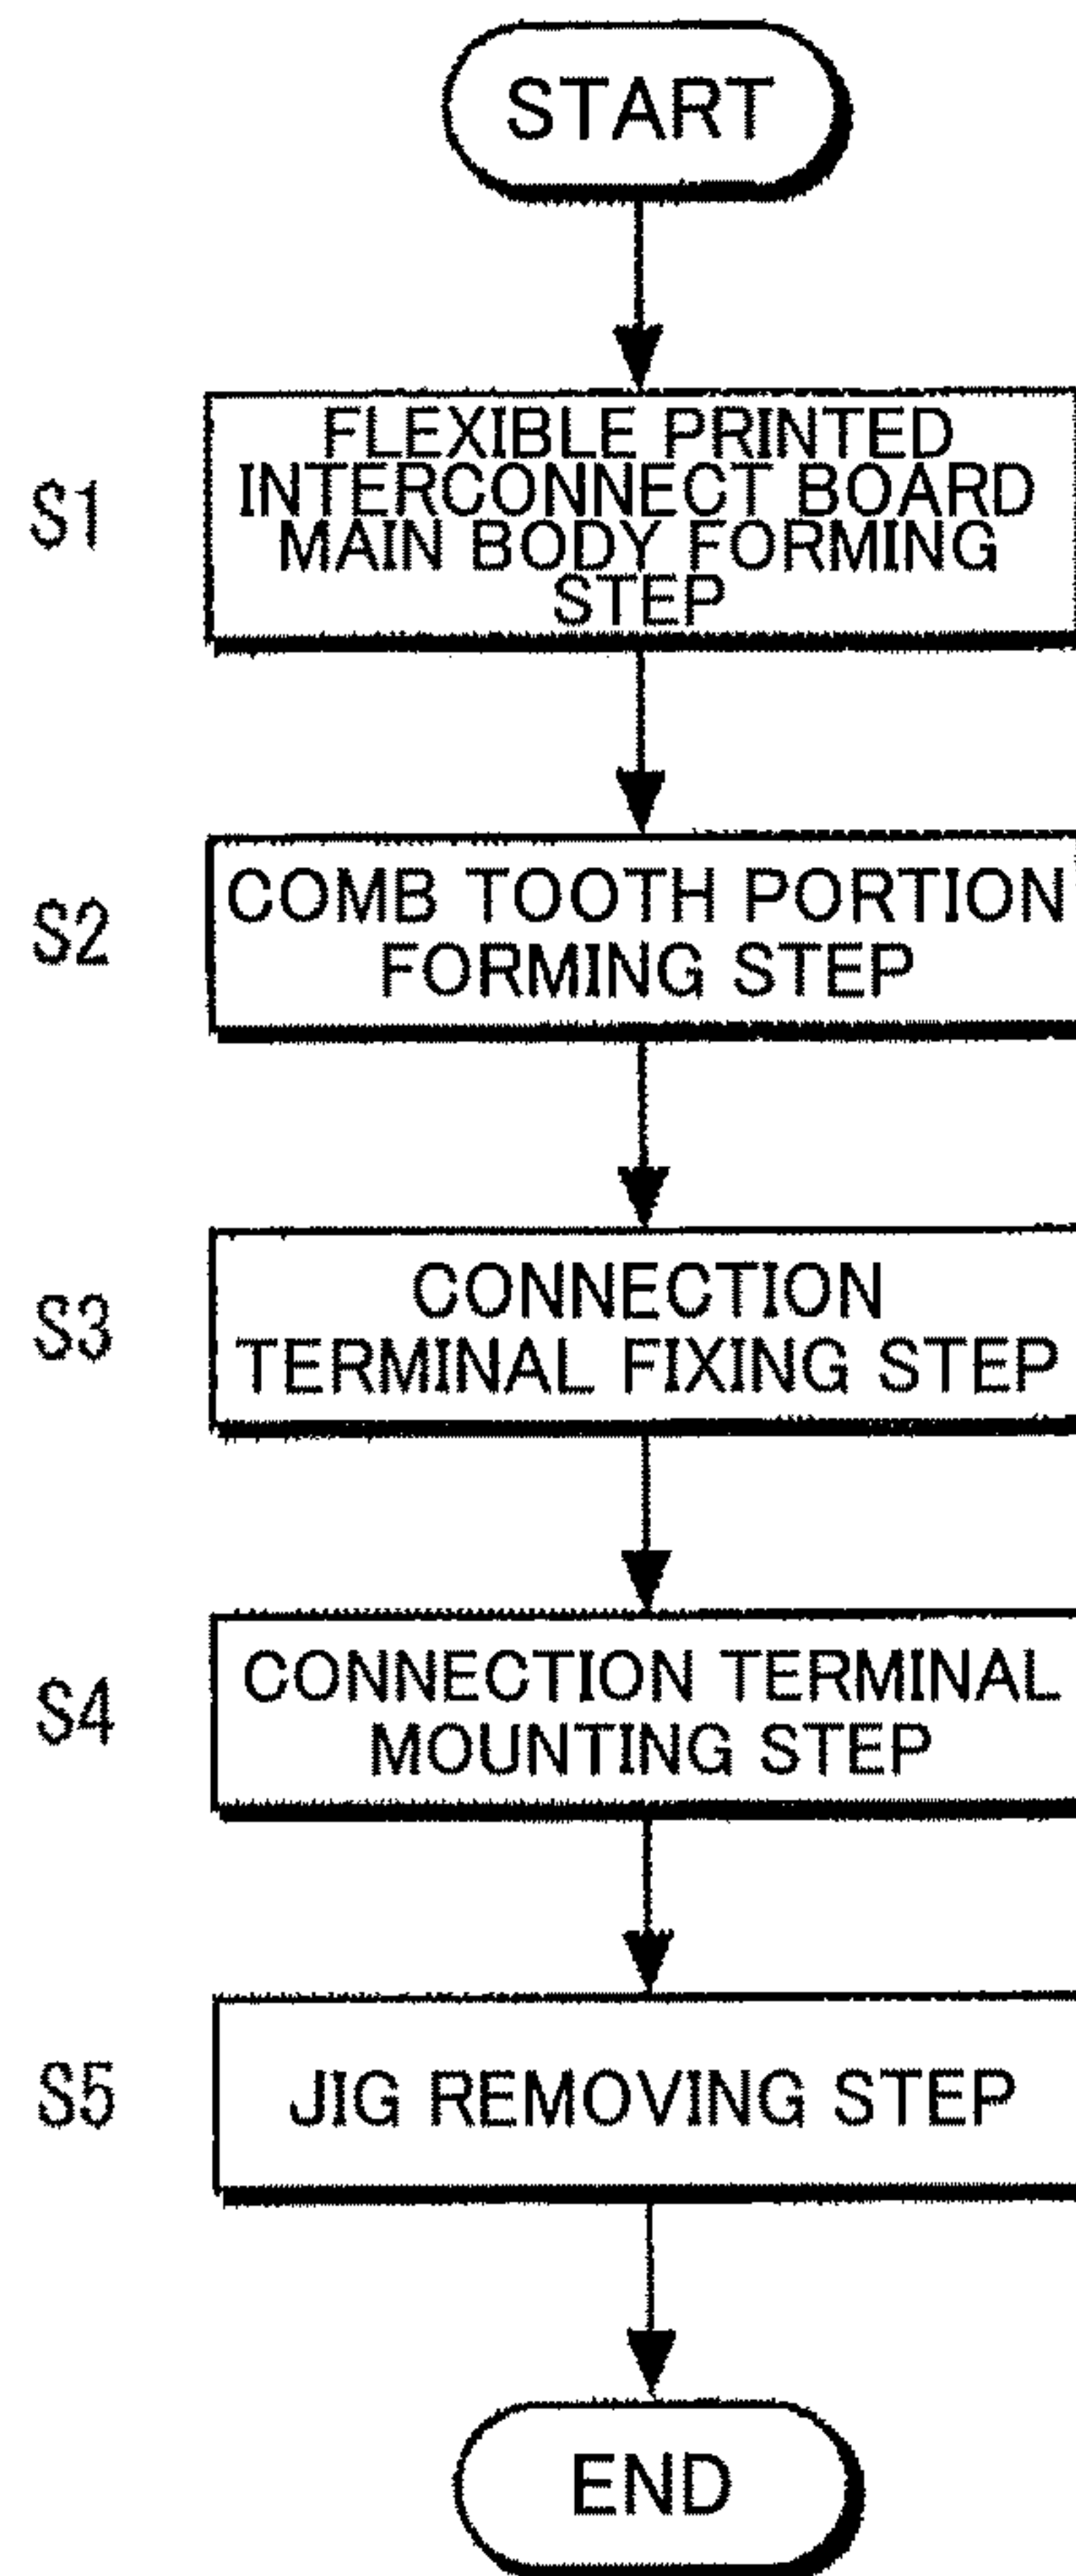 START
S1
FLEXIBLE PRINTED
INTERCONNECT BOARD
MAIN BODY FORMING
STEP
S2
COMB TOOTH PORTION
FORMING STEP
S3
CONNECTION
TERMINAL FIXING STEP
S4
CONNECTION TERMINAL
MOUNTING STEP
S5
JIG REMOVING STEP
END